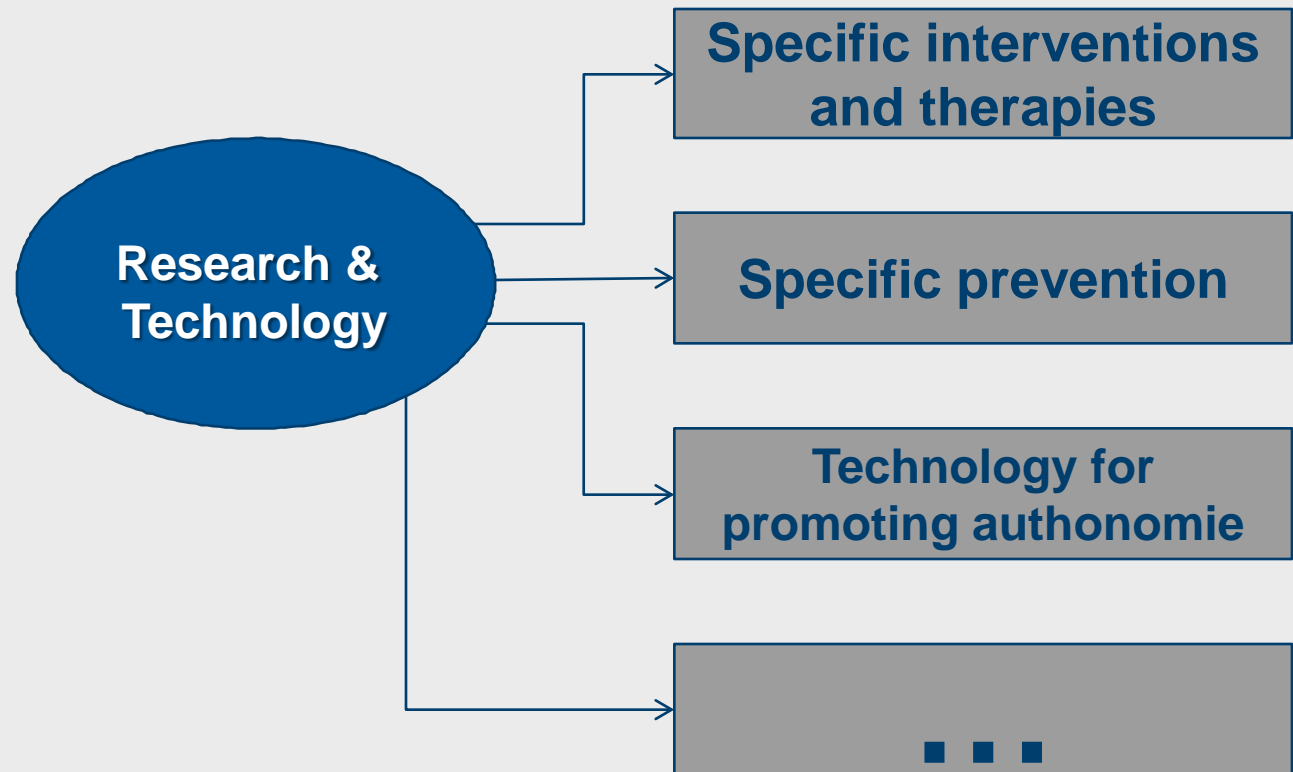 Specific interventions
and therapies
Research &
Technology
Specific prevention
Technology for
promoting authonomie
...